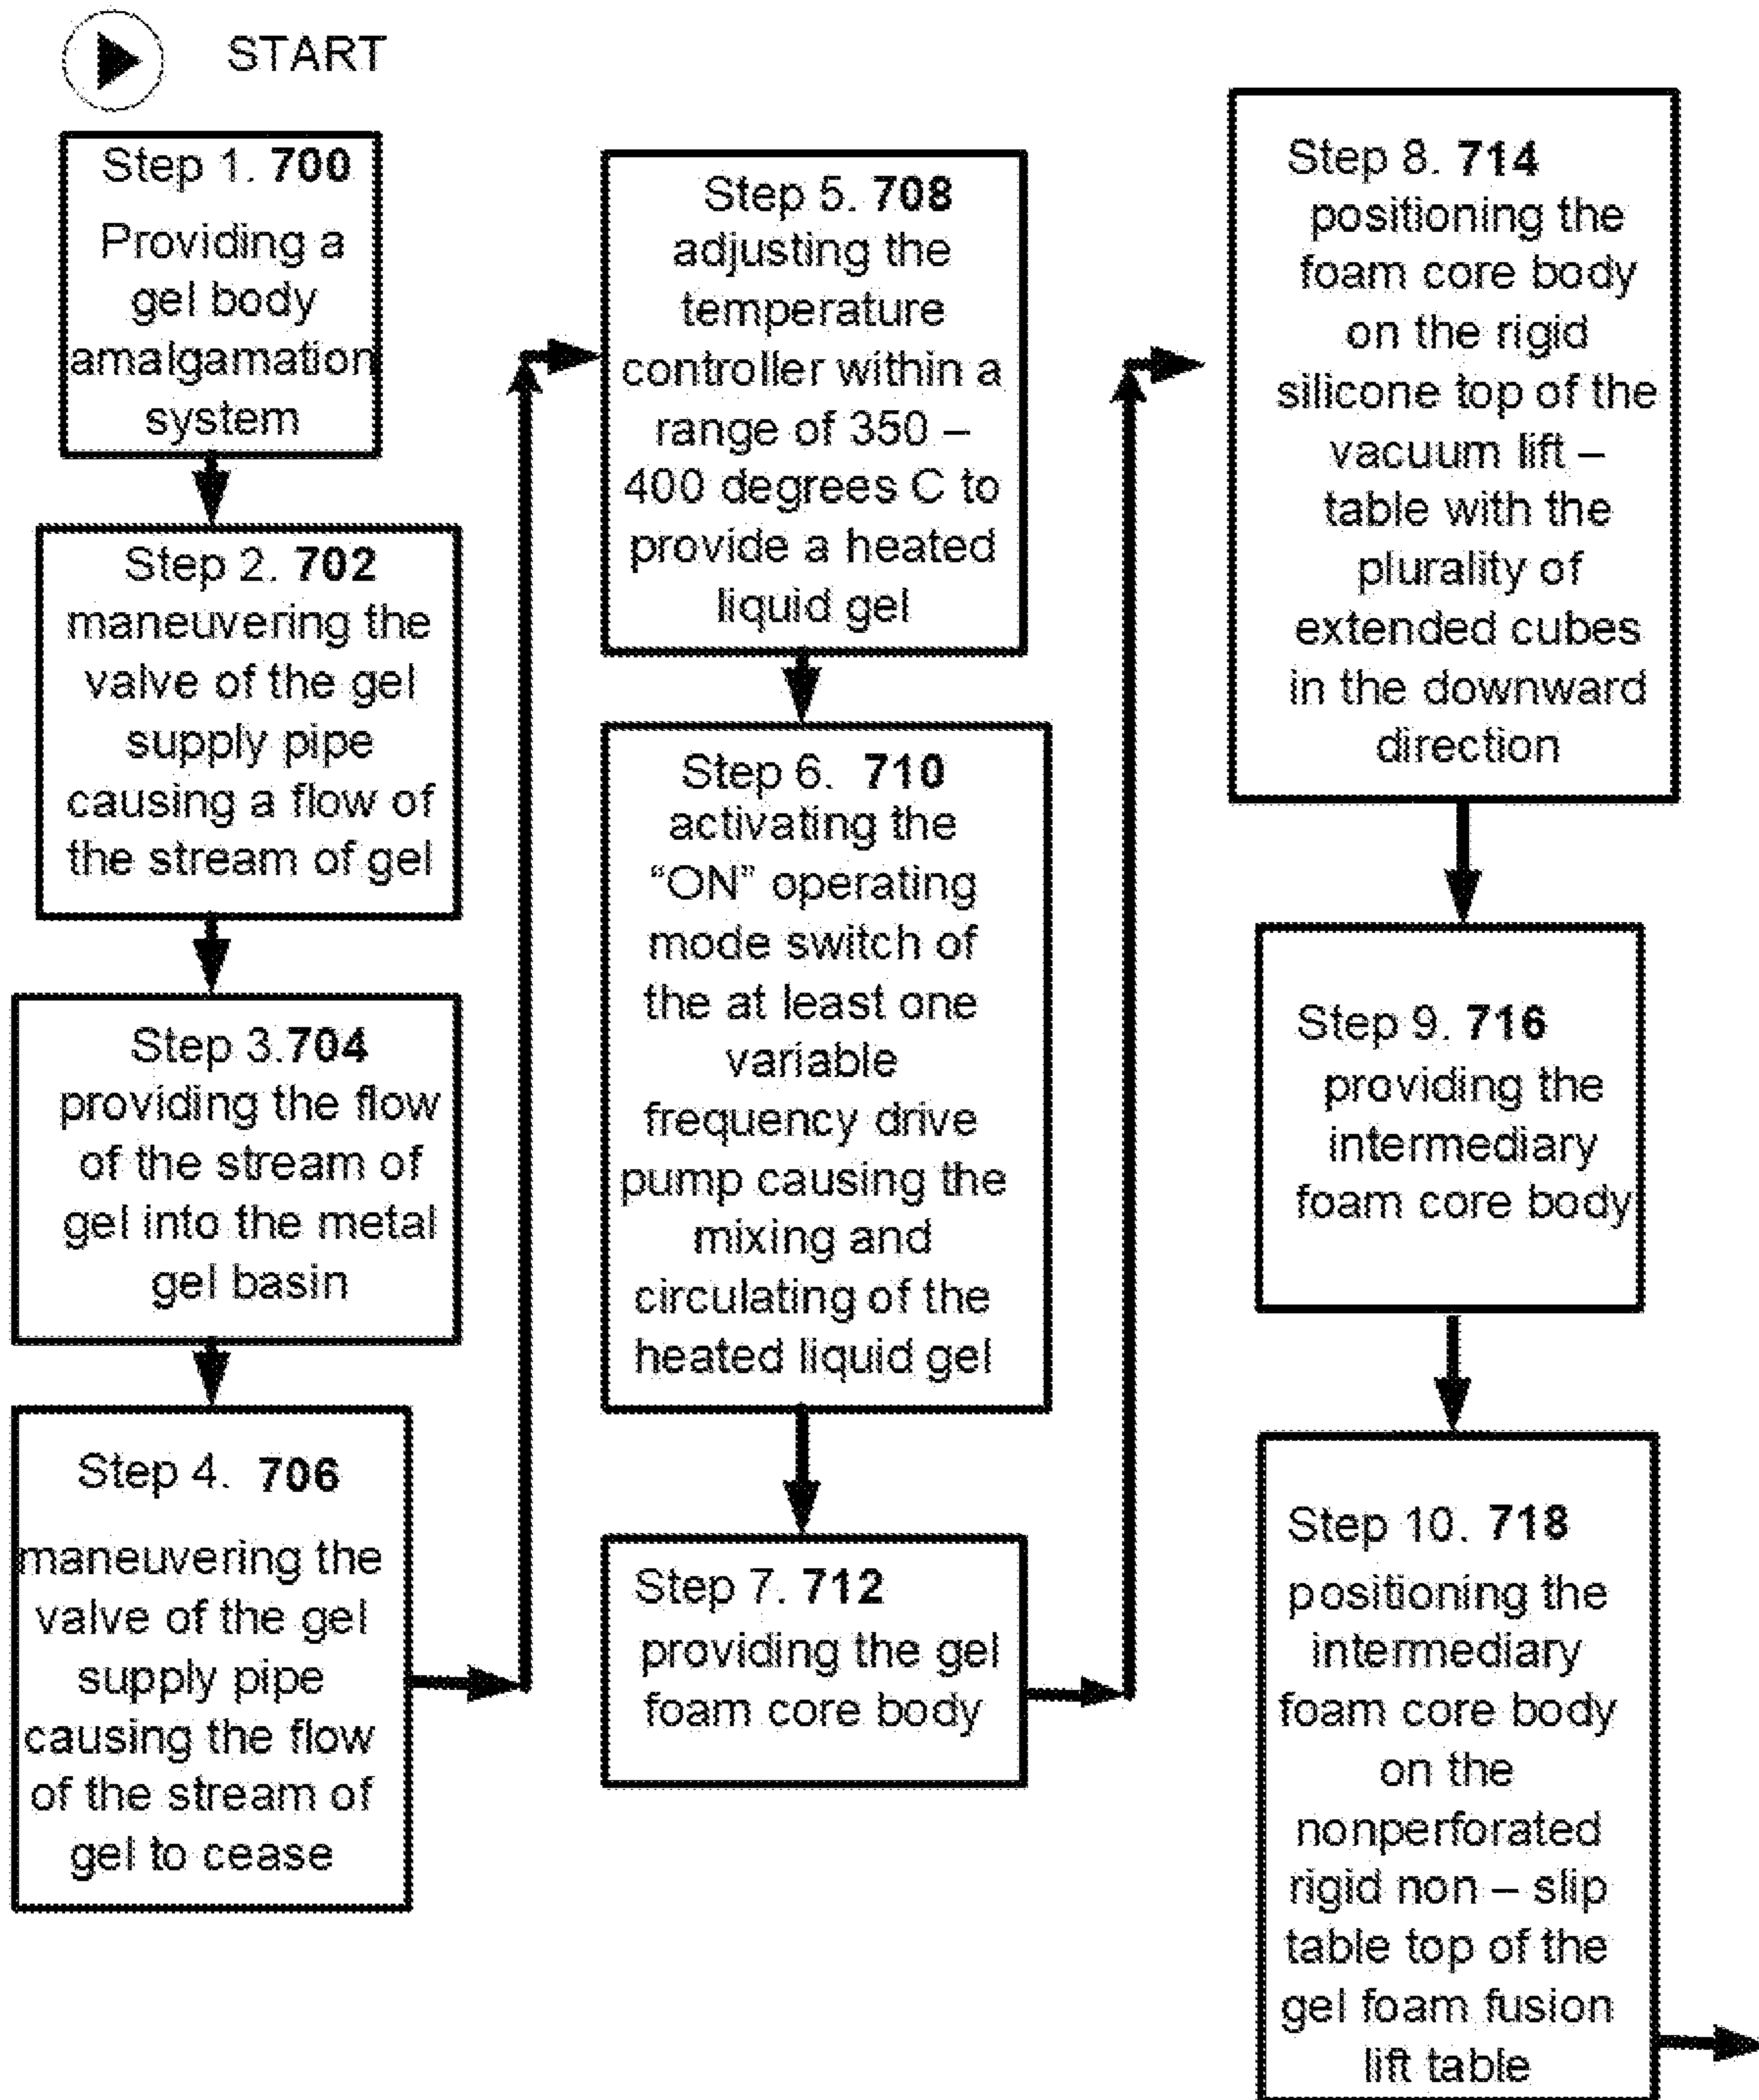 START
Step 1. 700
Providing a
gel body
amalgamation
system
Step 2. 702
maneuvering the
valve of the gel
supply pipe
causing a flow of
the stream of gel
Step 3.704
providing the flow
of the stream of
gel into the metal
gel basin
Step 4. 706
maneuvering the
valve of the gel
supply pipe
causing the flow
of the stream of
gel to cease
Step 5. 708
adjusting the
temperature
controller within a
range of 350 –
400 degrees C to
provide a heated
liquid gel
Step 6. 710
activating the
“ON” operating
mode switch of
the at least one
variable
frequency drive
pump causing the
mixing and
circulating of the
heated liquid gel
Step 7. 712
providing the gel
foam core body
Step 8. 714
positioning the
foam core body
on the rigid
silicone top of the
vacuum lift –
table with the
plurality of
extended cubes
in the downward
direction
Step 9. 716
providing the
intermediary
foam core body
Step 10. 718
positioning the
intermediary
foam core body
on the
nonperforated
rigid non – slip
table top of the
gel foam fusion
lift table